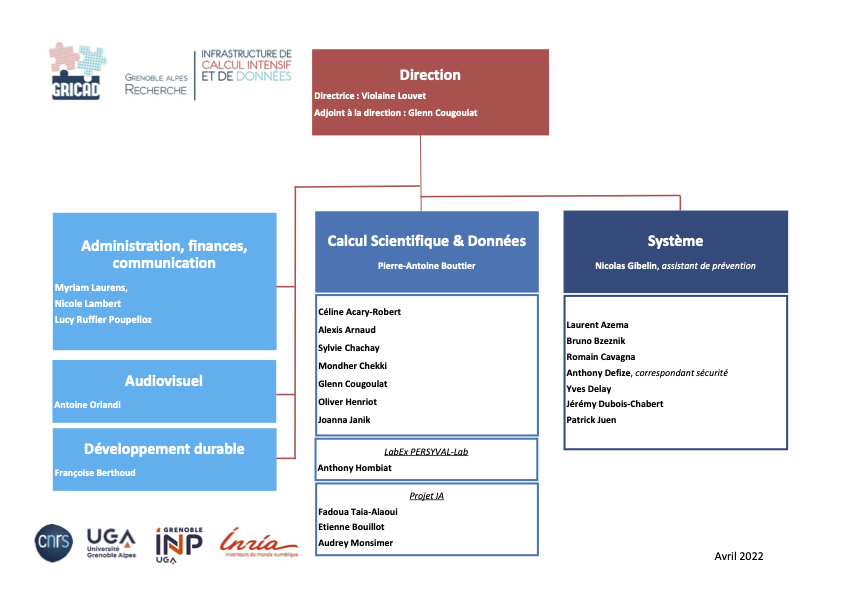 GRICAD
GRENOBLE ALPES
RECHERCHE
INFRASTRUCTURE DE
CALCUL INTENSIF
ET DE DONNÉES
Direction
Directrice : Violaine Louvet
Adjoint à la direction : Glenn Cougoulat
Administration, finances,
communication
Myriam Laurens,
Nicole Lambert
Lucy Ruffier Poupelloz
Audiovisuel
Antoine Orlandi
Développement durable
Françoise Berthoud
Calcul Scientifique & Données
Pierre-Antoine Bouttier
Céline Acary-Robert
Alexis Arnaud
Sylvie Chachay
Mondher Chekki
Glenn Cougoulat
Oliver Henriot
Joanna Janik
LabEx PERSYVAL-Lab
Anthony Hombiat
Projet IA
Fadoua Taia-Alaoui
Etienne Bouillot
Audrey Monsimer
Système
Nicolas Gibelin, assistant de prévention
Laurent Azema
Bruno Bzeznik
Romain Cavagna
Anthony Defize, correspondant sécurité
Yves Delay
Jérémy Dubois-Chabert
Patrick Juen
cnrs
UGA
Université
Grenoble Alpes
GRENOBLE
INP
UGA
Inria
inventeurs du monde numérique
Avril 2022